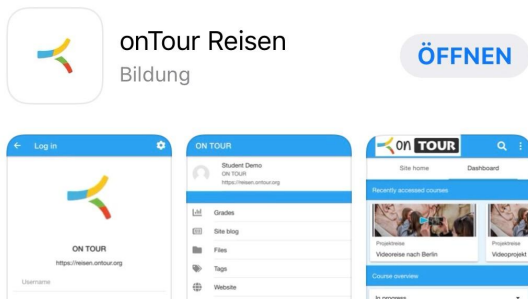 onTour Reisen
Bildung
ÖFFNEN
Log in
ON TOUR
https://reisen.ontour.org
Username
ON TOUR
Student Demo
ON TOUR
https://reisen.ontour.org
Grades
Site blog
Files
Tags
Website
on TOUR
Site home Dashboard
Recently accessed courses
Projektreise
Videoreise nach Berlin
Projektreise
Videoprojekt
Course overview
In progress